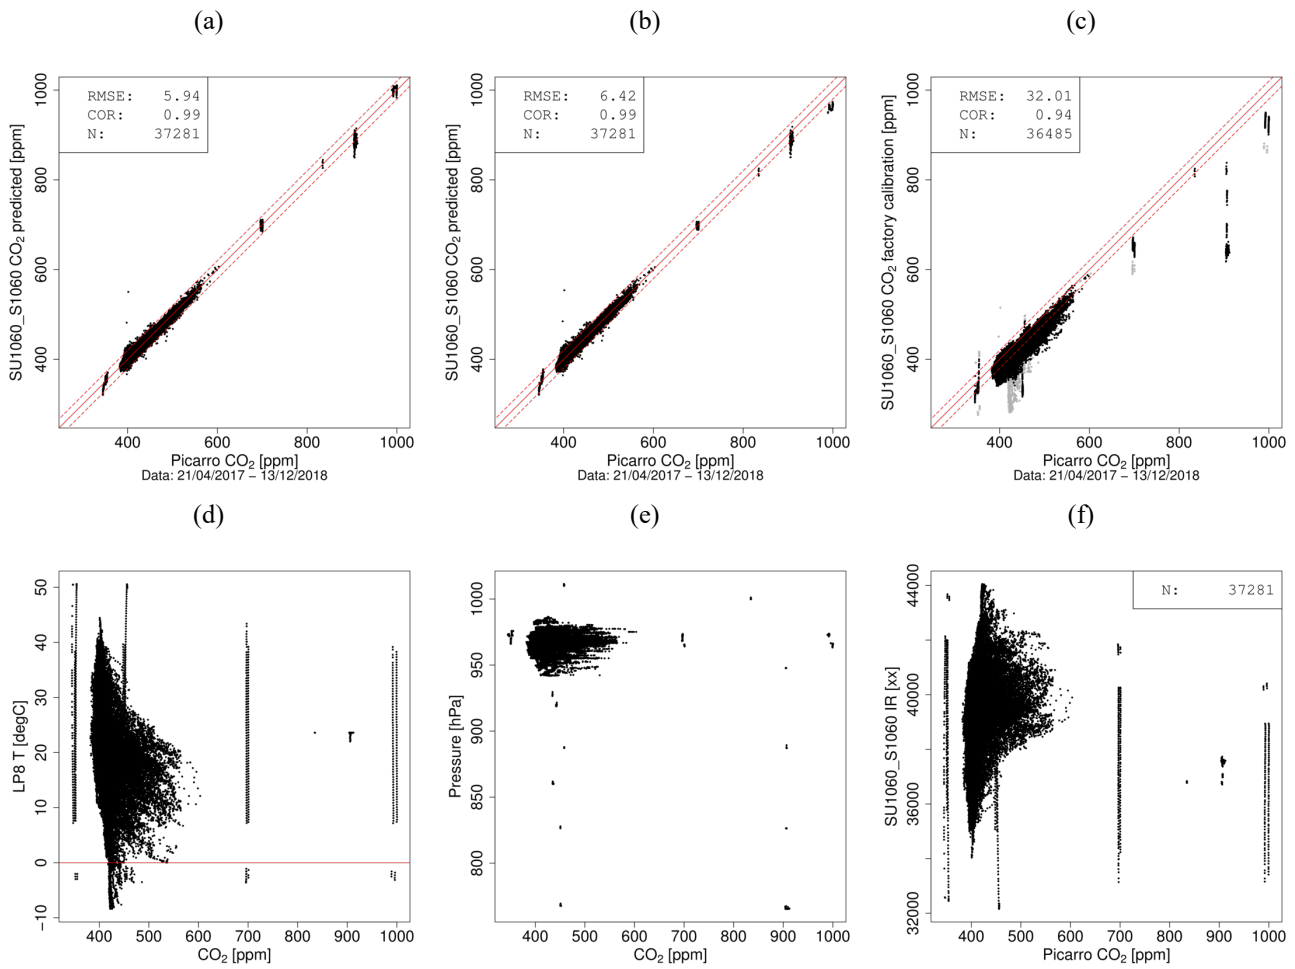 (a)
(b)
(c)
RMSE: 5.94
COR: 0.99
N: 37281
RMSE: 6.42
COR: 0.99
N: 37281
RMSE: 32.01
COR: 0.94
N: 36485
SU1060_S1060 CO₂ predicted [ppm]
1000
800
600
400
SU1060_S1060 CO₂ predicted [ppm]
1000
800
600
400
SU1060_S1060 CO₂ factory calibration [ppm]
1000
800
600
400
400 600 800 1000
400 600 800 1000
400 600 800 1000
Picarro CO₂ [ppm]
Picarro CO₂ [ppm]
Picarro CO₂ [ppm]
Data: 21/04/2017 – 13/12/2018
Data: 21/04/2017 – 13/12/2018
Data: 21/04/2017 – 13/12/2018
(d)
(e)
(f)
N: 37281
LP8 T [degC]
50
40
30
20
10
0
−10
Pressure [hPa]
1000
950
900
850
800
SU1060_S1060 IR [xx]
44000
40000
36000
32000
400 500 600 700 800 900 1000
400 500 600 700 800 900 1000
400 500 600 700 800 900 1000
CO₂ [ppm]
CO₂ [ppm]
Picarro CO₂ [ppm]